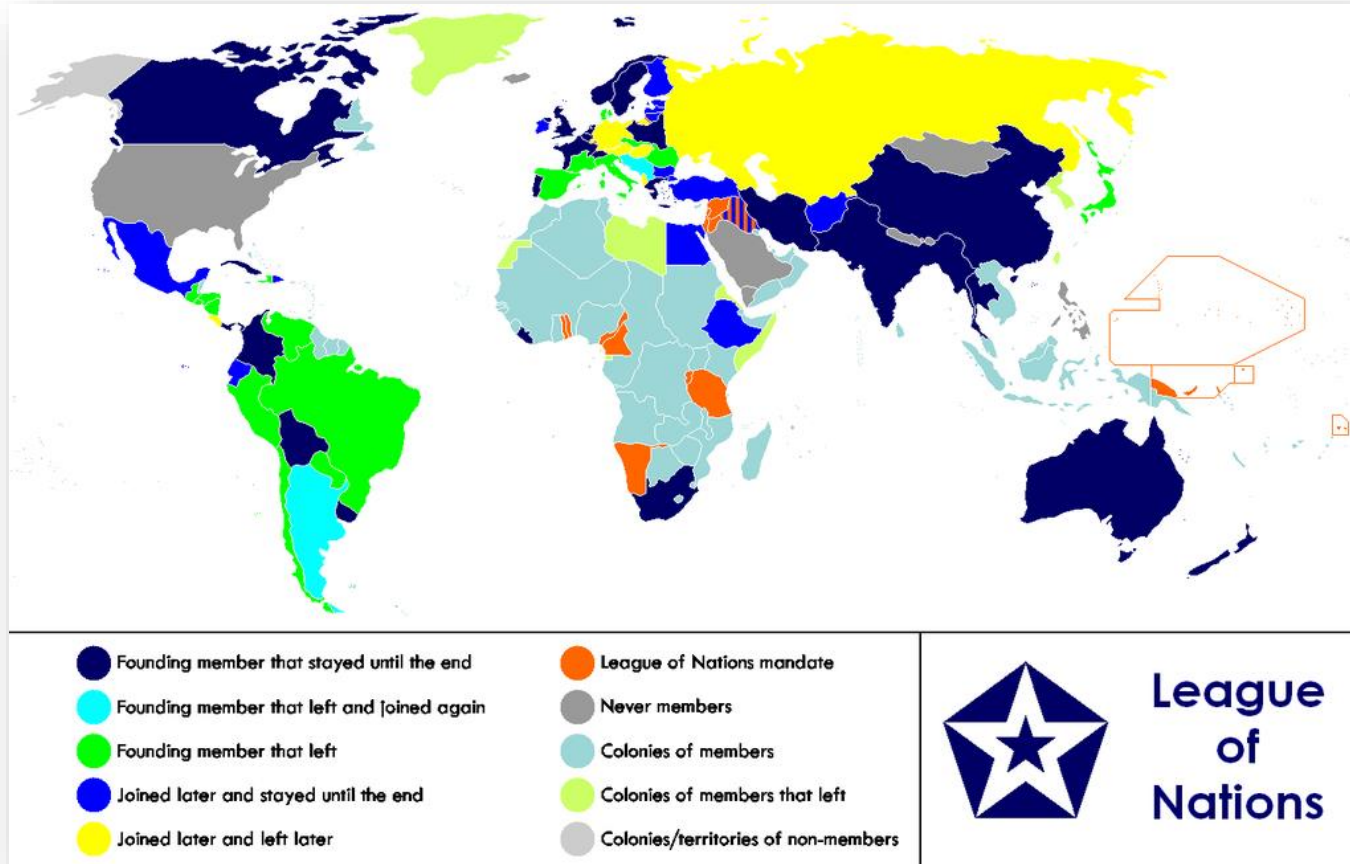 Founding member that stayed until the end
Founding member that left and joined again
Founding member that left
Joined later and stayed until the end
Joined later and left later
League of Nations mandate
Never members
Colonies of members
Colonies of members that left
Colonies/territories of non-members
League
of
Nations